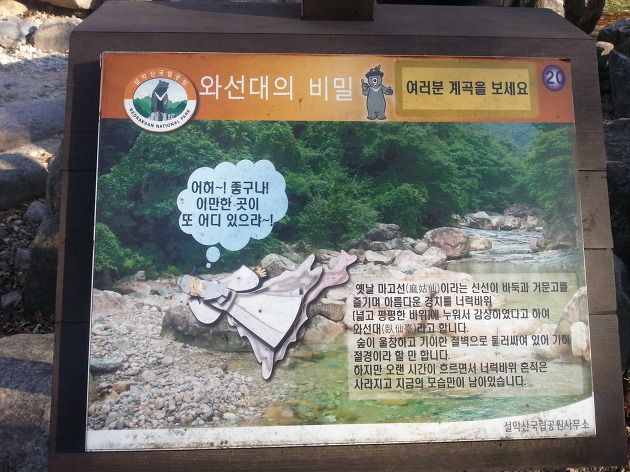 설악산국립공원
SEORAKSAN NATIONAL PARK
와선대의 비밀
여러분 계곡을 보세요
20
어허~! 좋구나!
이만한 곳이
또 어디 있으랴~!
옛날 마고선(麻姑仙)이라는 신선이 바둑과 거문고를
즐기며 아름다운 경치를 너럭바위
(넓고 평평한 바위)에 누워서 감상하였다고 하여
와선대(臥仙臺)라고 합니다.
숲이 울창하고 기이한 절벽으로 둘러싸여 있어 가히
절경이라 할 만 합니다.
하지만 오랜 시간이 흐르면서 너럭바위 흔적은
사라지고 지금의 모습만이 남아있습니다.
설악산국립공원사무소